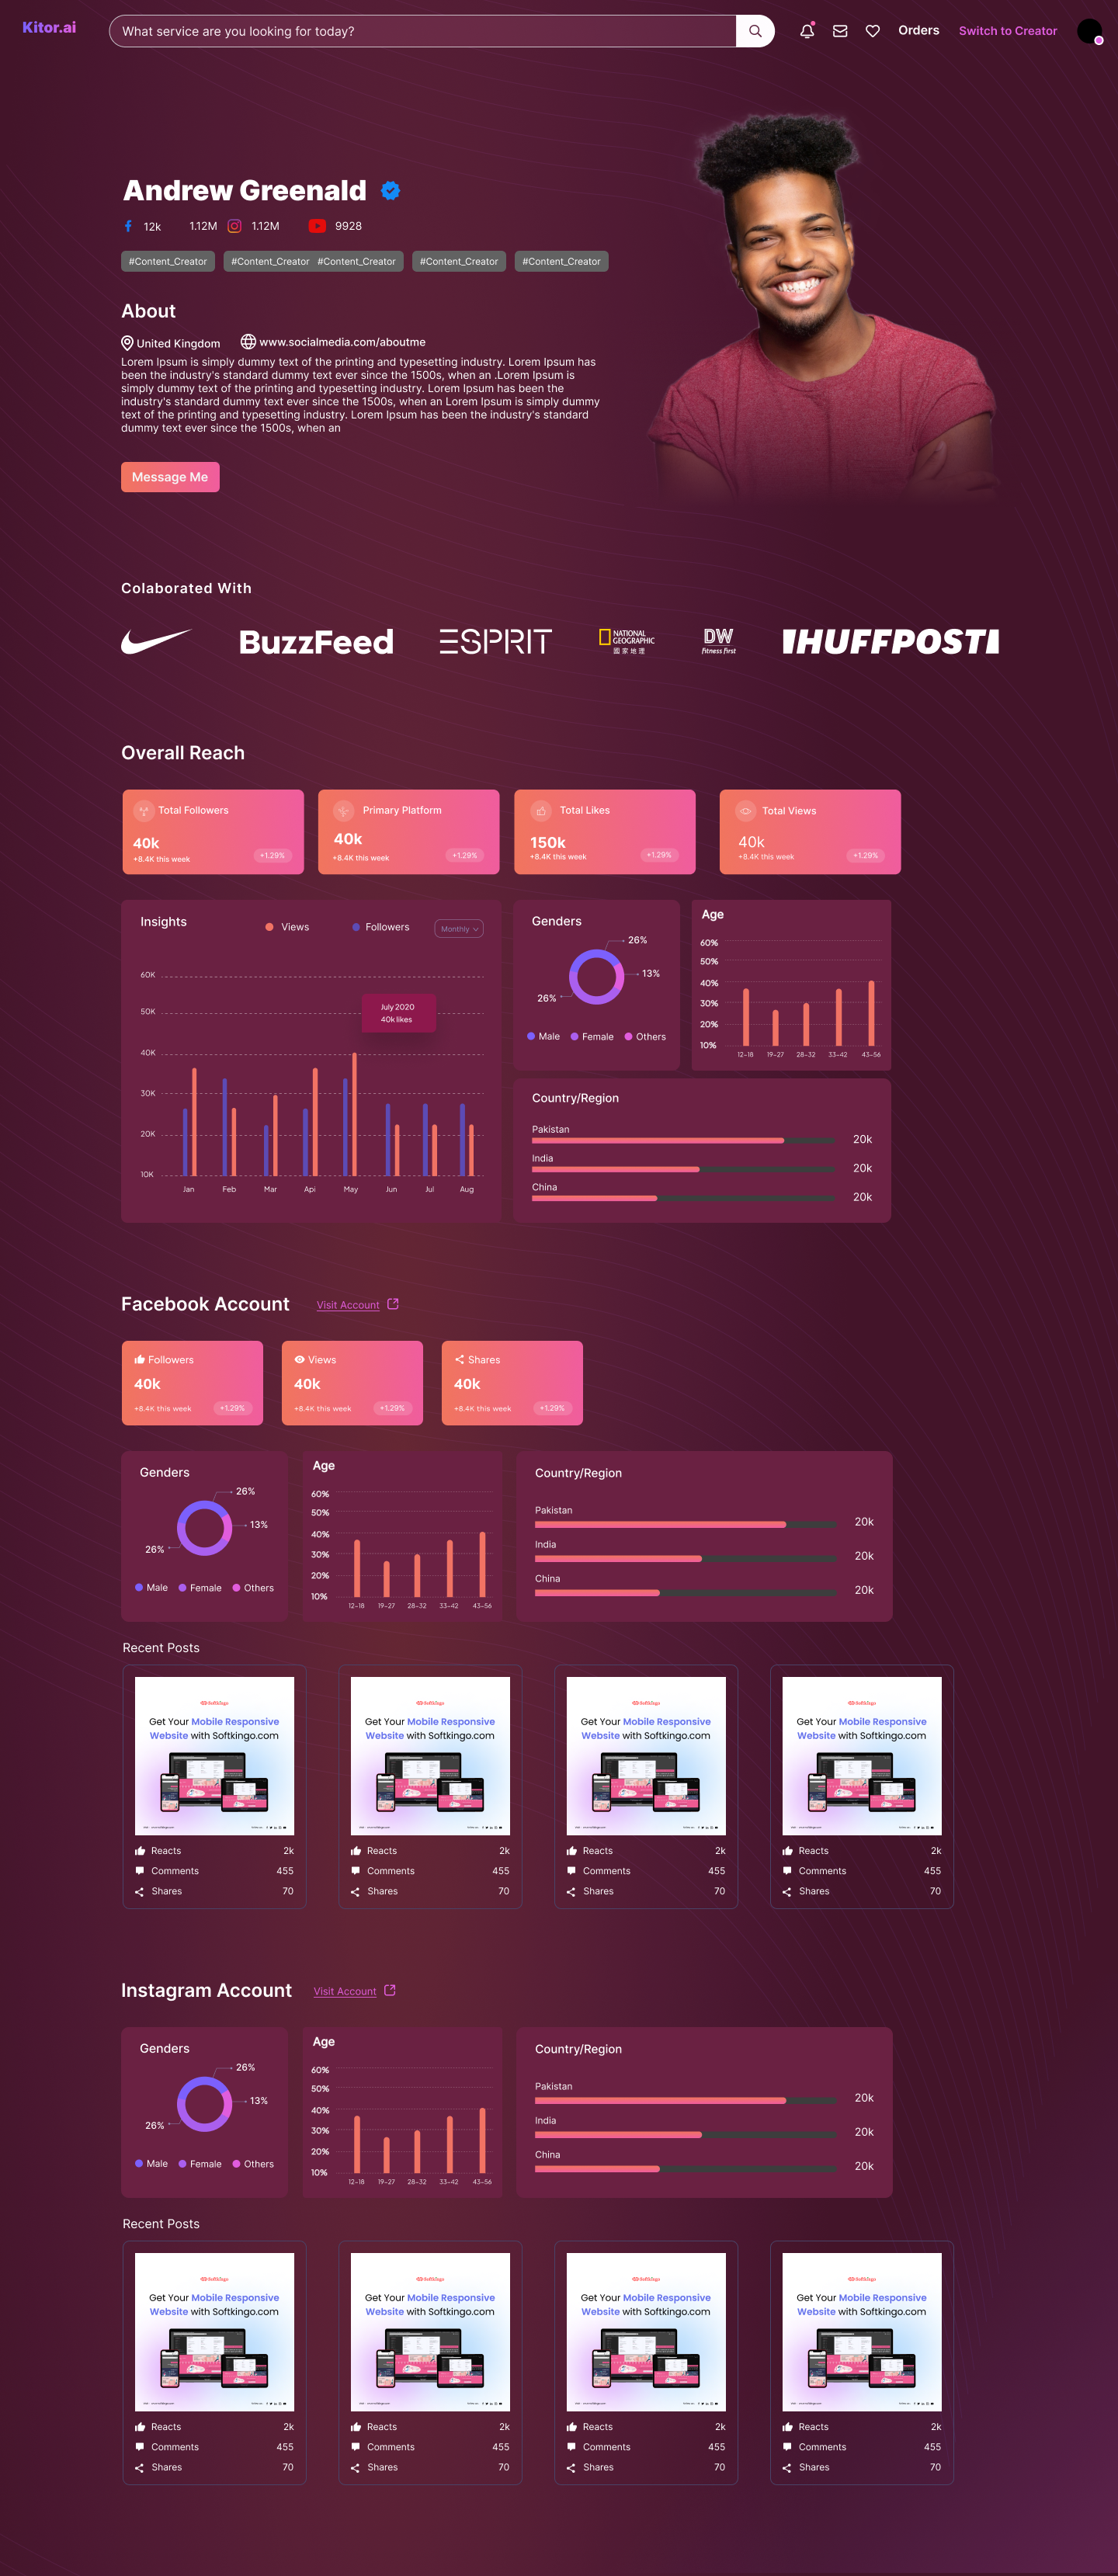 Kitor.ai
What service are you looking for today?
Orders
Switch to Creator
Andrew Greenald
12k
1.12M
1.12M
9928
#Content_Creator
#Content_Creator #Content_Creator
#Content_Creator
#Content_Creator
About
United Kingdom
www.socialmedia.com/aboutme
Lorem Ipsum is simply dummy text of the printing and typesetting industry. Lorem Ipsum has
been the industry's standard dummy text ever since the 1500s, when an .Lorem Ipsum is
simply dummy text of the printing and typesetting industry. Lorem Ipsum has been the
industry's standard dummy text ever since the 1500s, when an Lorem Ipsum is simply dummy
text of the printing and typesetting industry. Lorem Ipsum has been the industry's standard
dummy text ever since the 1500s, when an
Message Me
Colaborated With
BuzzFeed
ESPRIT
NATIONAL
GEOGRAPHIC
國家地理
DW
fitness first
HUFFPOST
Overall Reach
Total Followers
40k
+8.4K this week
+1.29%
Primary Platform
40k
+8.4K this week
+1.29%
Total Likes
150k
+8.4K this week
+1.29%
Total Views
40k
+8.4K this week
+1.29%
Insights
Views
Followers
Monthly
60K
50K
40K
30K
20K
10K
July 2020
40k likes
Jan
Feb
Mar
Api
May
Jun
Jul
Aug
Genders
26%
13%
26%
Male
Female
Others
Age
60%
50%
40%
30%
20%
10%
12-18
19-27
28-32
33-42
43-56
Country/Region
Pakistan
20k
India
20k
China
20k
Facebook Account
Visit Account
Followers
40k
+8.4K this week
+1.29%
Views
40k
+8.4K this week
+1.29%
Shares
40k
+8.4K this week
+1.29%
Genders
26%
13%
26%
Male
Female
Others
Age
60%
50%
40%
30%
20%
10%
12-18
19-27
28-32
33-42
43-56
Country/Region
Pakistan
20k
India
20k
China
20k
Recent Posts
Softkingo
Get Your Mobile Responsive
Website with Softkingo.com
Reacts 2k
Comments 455
Shares 70
Softkingo
Get Your Mobile Responsive
Website with Softkingo.com
Reacts 2k
Comments 455
Shares 70
Softkingo
Get Your Mobile Responsive
Website with Softkingo.com
Reacts 2k
Comments 455
Shares 70
Softkingo
Get Your Mobile Responsive
Website with Softkingo.com
Reacts 2k
Comments 455
Shares 70
Instagram Account
Visit Account
Genders
26%
13%
26%
Male
Female
Others
Age
60%
50%
40%
30%
20%
10%
12-18
19-27
28-32
33-42
43-56
Country/Region
Pakistan
20k
India
20k
China
20k
Recent Posts
Softkingo
Get Your Mobile Responsive
Website with Softkingo.com
Reacts 2k
Comments 455
Shares 70
Softkingo
Get Your Mobile Responsive
Website with Softkingo.com
Reacts 2k
Comments 455
Shares 70
Softkingo
Get Your Mobile Responsive
Website with Softkingo.com
Reacts 2k
Comments 455
Shares 70
Softkingo
Get Your Mobile Responsive
Website with Softkingo.com
Reacts 2k
Comments 455
Shares 70